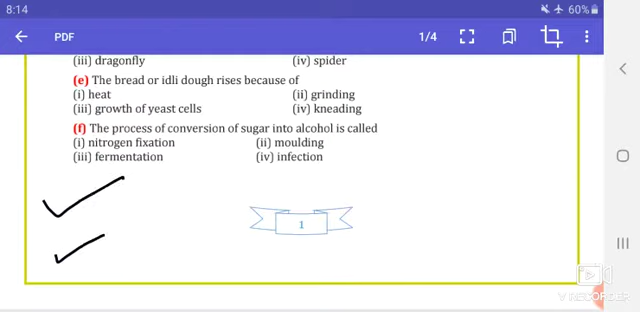 8:14
60%
PDF
1/4
(iii) dragonfly (iv) spider
(e) The bread or idli dough rises because of
(i) heat (ii) grinding
(iii) growth of yeast cells (iv) kneading
(f) The process of conversion of sugar into alcohol is called
(i) nitrogen fixation (ii) moulding
(iii) fermentation (iv) infection
1
V RECORDER